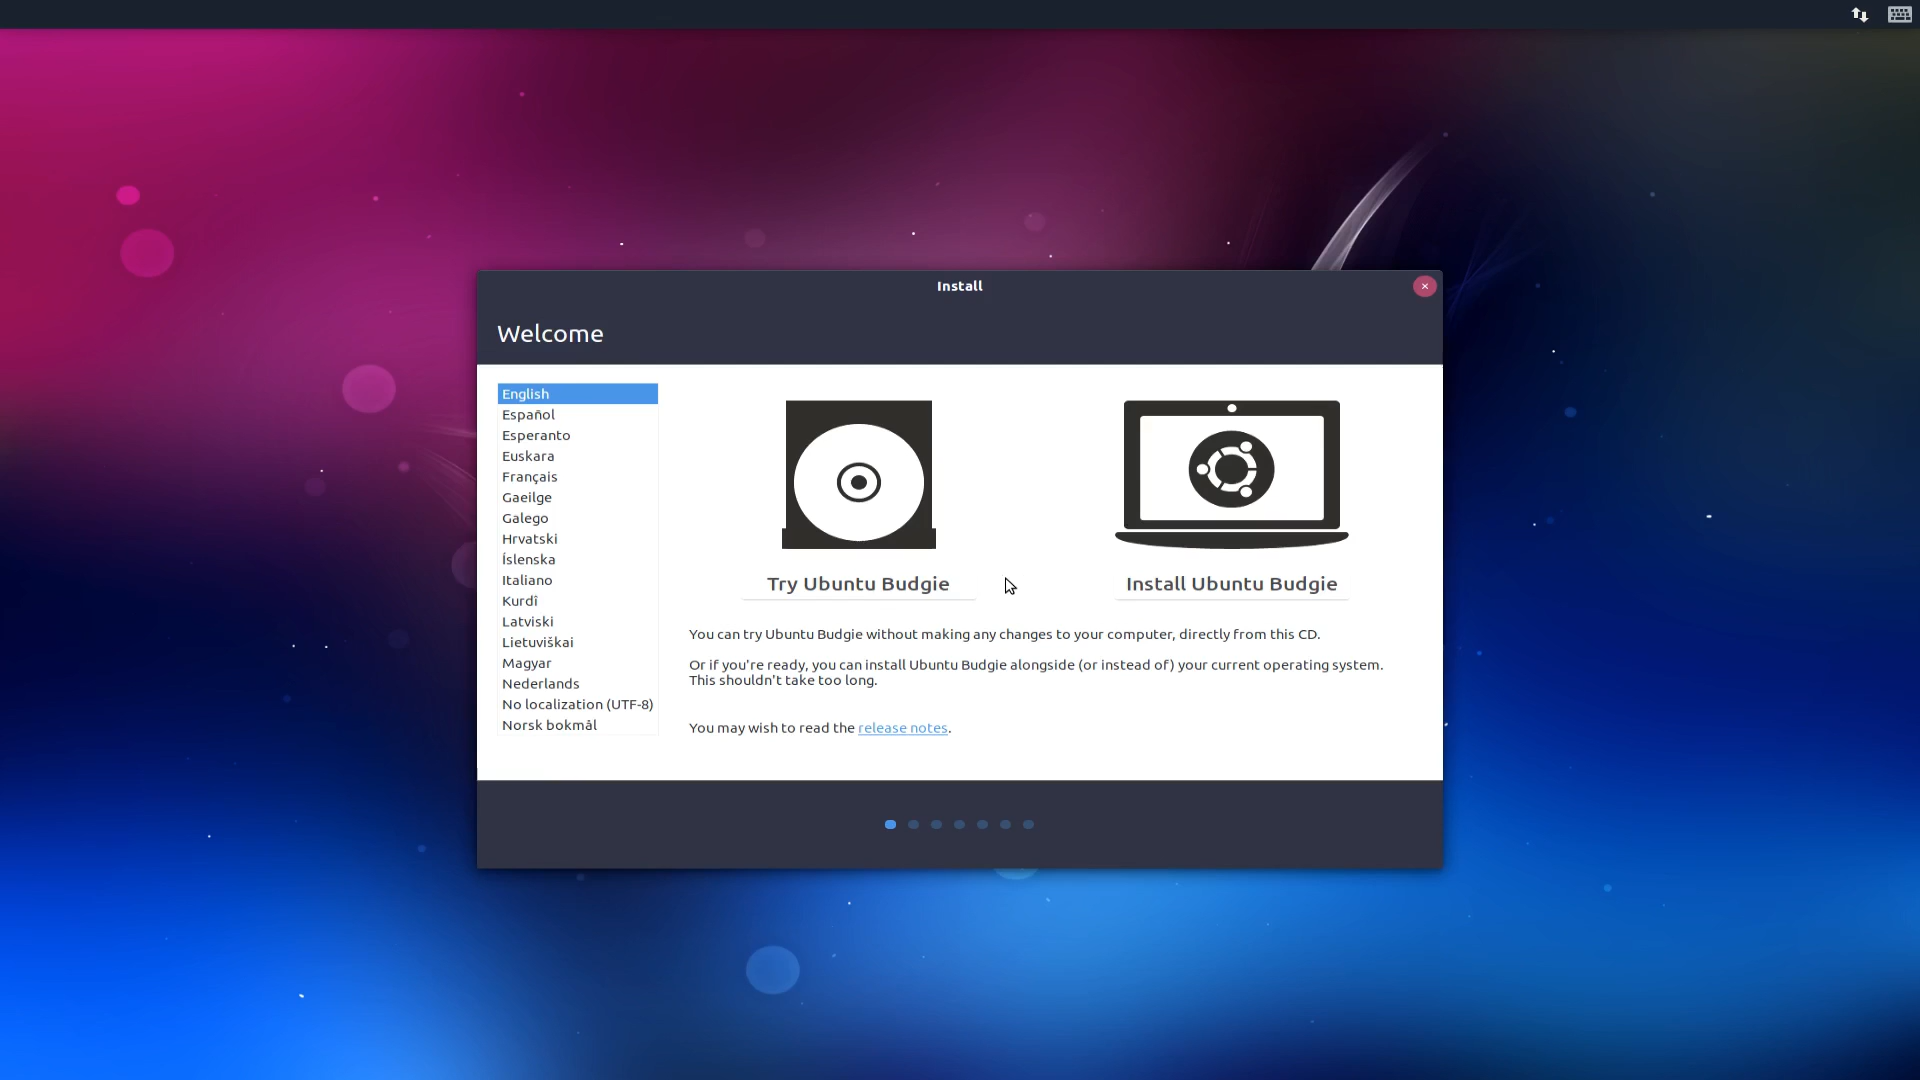 Install
Welcome
English
Español
Esperanto
Euskara
Français
Gaeilge
Galego
Hrvatski
Íslenska
Italiano
Kurdî
Latviski
Lietuviškai
Magyar
Nederlands
No localization (UTF-8)
Norsk bokmål
Try Ubuntu Budgie
Install Ubuntu Budgie
You can try Ubuntu Budgie without making any changes to your computer, directly from this CD.
Or if you're ready, you can install Ubuntu Budgie alongside (or instead of) your current operating system.
This shouldn't take too long.
You may wish to read the release notes.